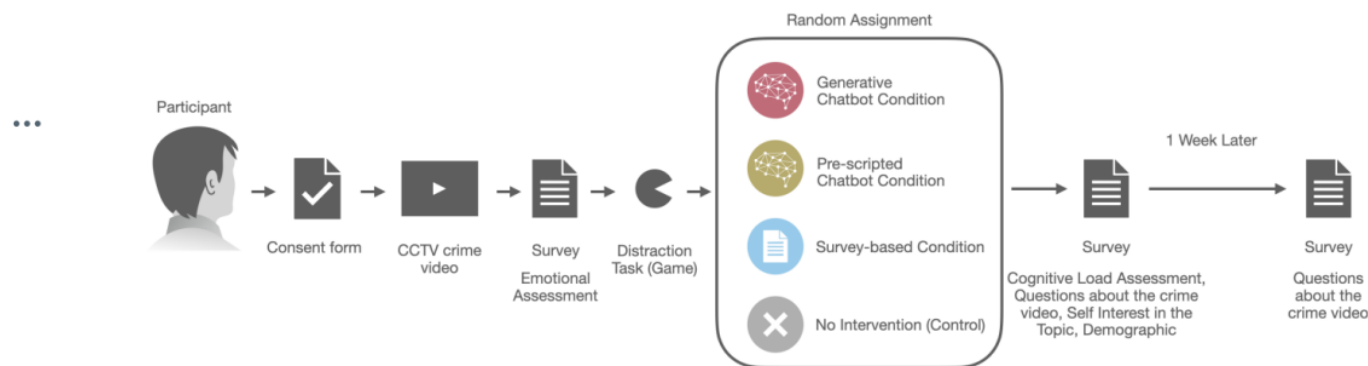 Random Assignment
Participant
Generative
Chatbot Condition
1 Week Later
Pre-scripted
Chatbot Condition
Consent form
CCTV crime
video
Survey
Emotional
Assessment
Distraction
Task (Game)
Survey-based Condition
No Intervention (Control)
Survey
Cognitive Load Assessment,
Questions about the crime
video, Self Interest in the
Topic, Demographic
Survey
Questions
about the
crime video